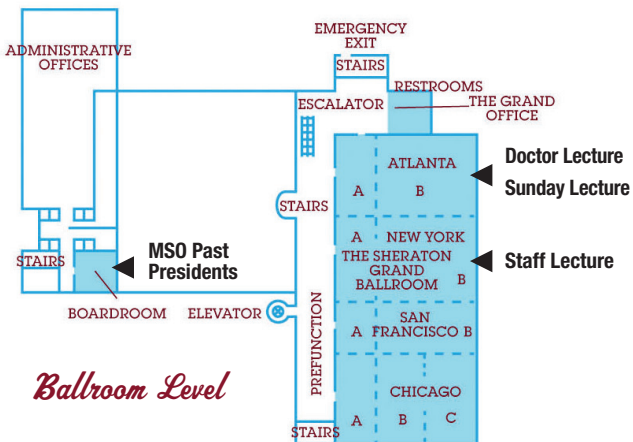 EMERGENCY
EXIT
STAIRS
ADMINISTRATIVE
OFFICES
RESTROOMS
ESCALATOR
THE GRAND
OFFICE
ATLANTA
A
B
Doctor Lecture
Sunday Lecture
STAIRS
A
NEW YORK
THE SHERATON
GRAND
BALLROOM
B
Staff Lecture
STAIRS
MSO Past
Presidents
BOARDROOM
ELEVATOR
PREFUNCTION
SAN
A
FRANCISCO B
Ballroom Level
CHICAGO
A
B
C
STAIRS